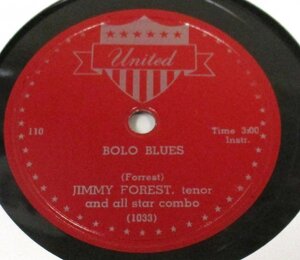 United
110
Time 3:00
Instr.
BOLO BLUES
(Forrest)
JIMMY FOREST, tenor
and all star combo
(1033)